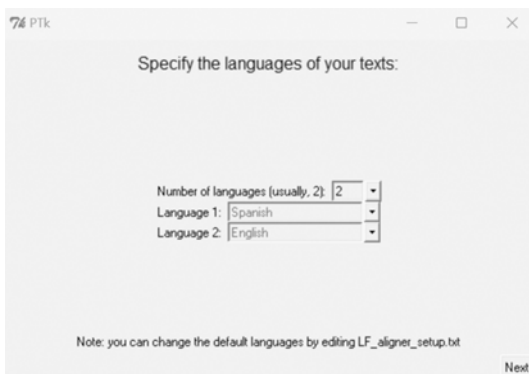 PTk
Specify the languages of your texts:
Number of languages (usually, 2): 2
Language 1: Spanish
Language 2: English
Note: you can change the default languages by editing LF_aligner_setup.txt
Next